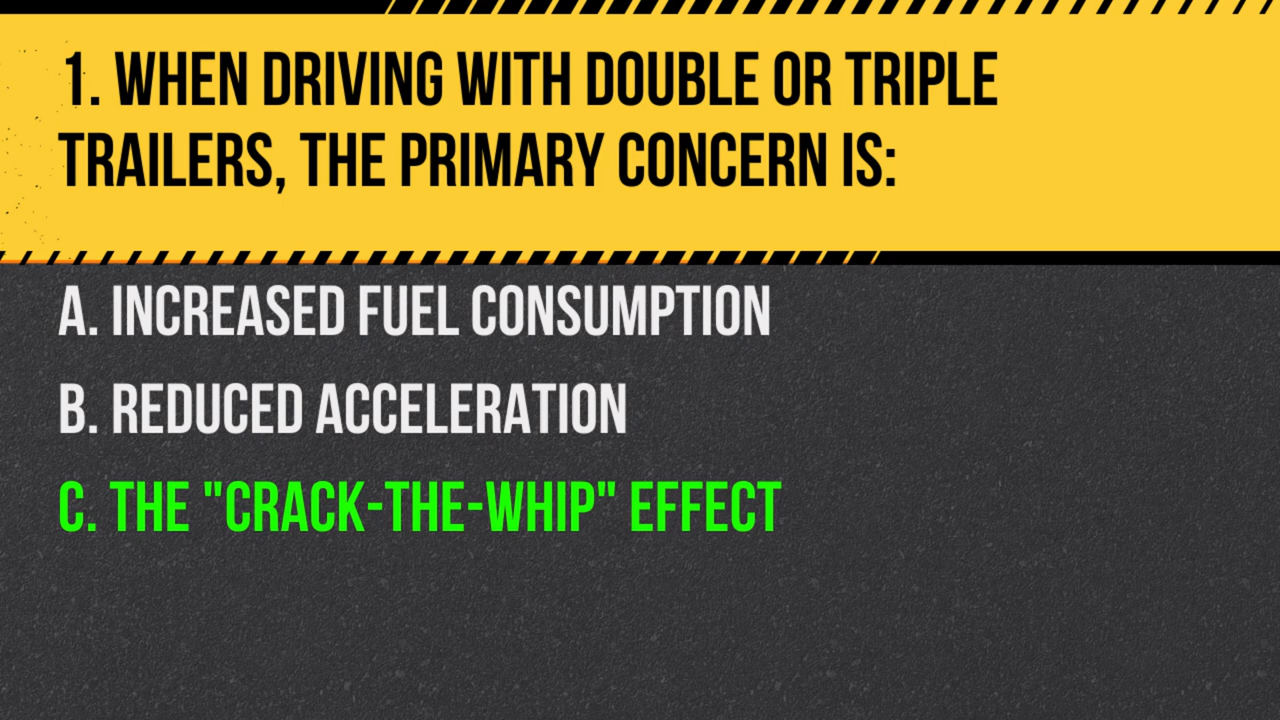 1. WHEN DRIVING WITH DOUBLE OR TRIPLE
TRAILERS, THE PRIMARY CONCERN IS:
A. INCREASED FUEL CONSUMPTION
B. REDUCED ACCELERATION
C. THE "CRACK-THE-WHIP" EFFECT